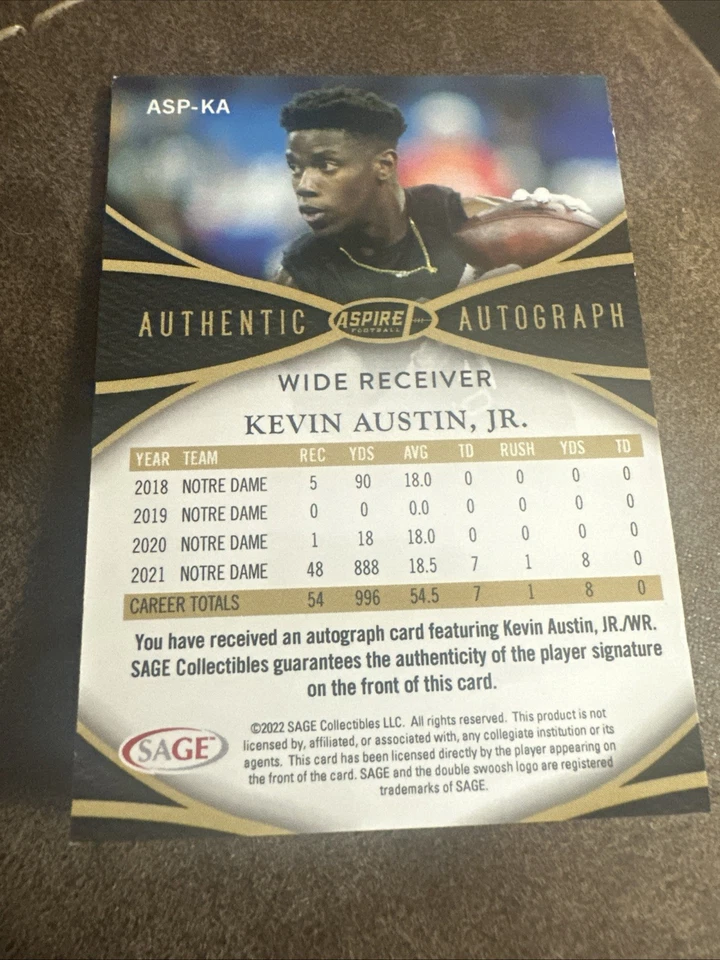 ASP-KA
AUTHENTIC ASPIRE FOOTBALL AUTOGRAPH
WIDE RECEIVER
KEVIN AUSTIN, JR.
YEAR TEAM REC YDS AVG TD RUSH YDS TD
2018 NOTRE DAME 5 90 18.0 0 0 0 0
2019 NOTRE DAME 0 0 0.0 0 0 0 0
2020 NOTRE DAME 1 18 18.0 0 0 0 0
2021 NOTRE DAME 48 888 18.5 7 1 8 0
CAREER TOTALS 54 996 54.5 7 1 8 0
You have received an autograph card featuring Kevin Austin, JR./WR.
SAGE Collectibles guarantees the authenticity of the player signature
on the front of this card.
SAGE™
©2022 SAGE Collectibles LLC. All rights reserved. This product is not
licensed by, affiliated, or associated with, any collegiate institution or its
agents. This card has been licensed directly by the player appearing on
the front of the card. SAGE and the double swoosh logo are registered
trademarks of SAGE.